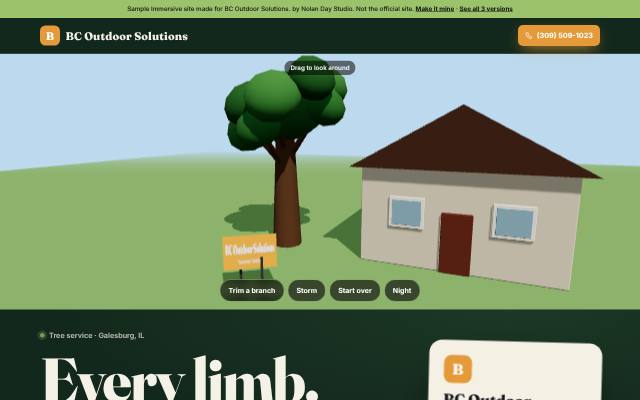 Sample Immersive site made for BC Outdoor Solutions. by Nolan Day Studio. Not the official site. Make it mine · See all 3 versions
B BC Outdoor Solutions
(309) 509-1023
Drag to look around
BC Outdoor Solutions
Trim a branch Storm Start over Night
Tree service · Galesburg, IL
Every limb.
B
BC Outdoor